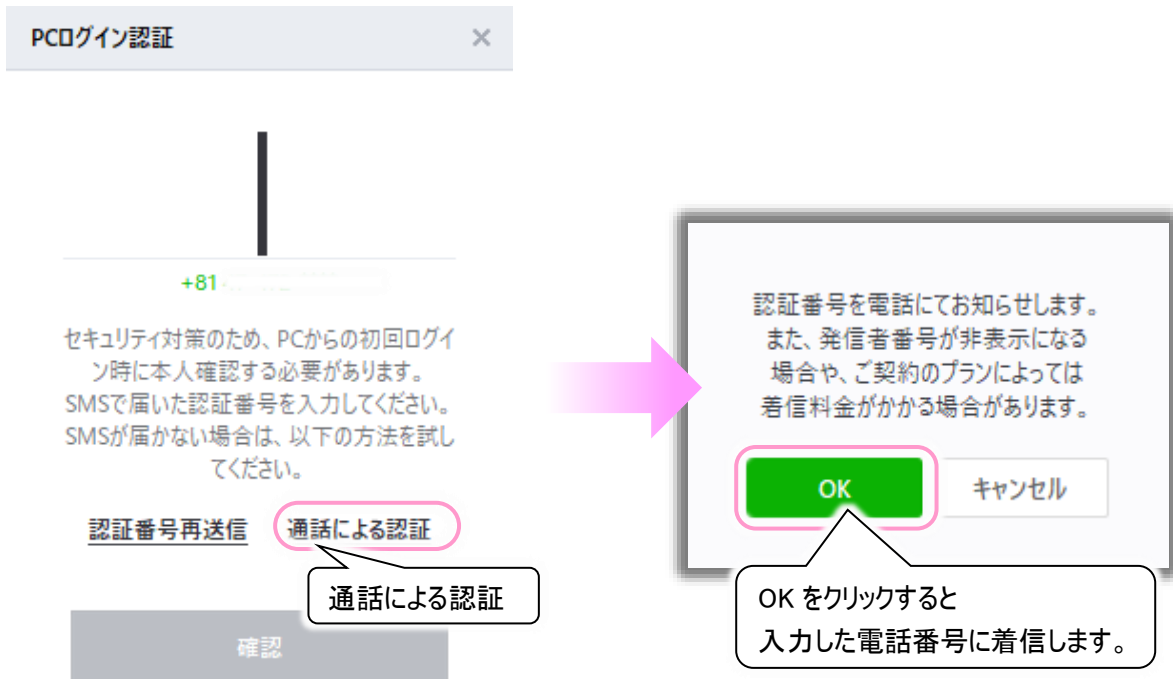 PCログイン認証
+81
セキュリティ対策のため、PCからの初回ログイ
ン時に本人確認する必要があります。
SMSで届いた認証番号を入力してください。
SMSが届かない場合は、以下の方法を試し
てください。
認証番号再送信 通話による認証
通話による認証
確認
認証番号を電話にてお知らせします。
また、発信者番号が非表示になる
場合や、ご契約のプランによっては
着信料金がかかる場合があります。
OK キャンセル
OK をクリックすると
入力した電話番号に着信します。